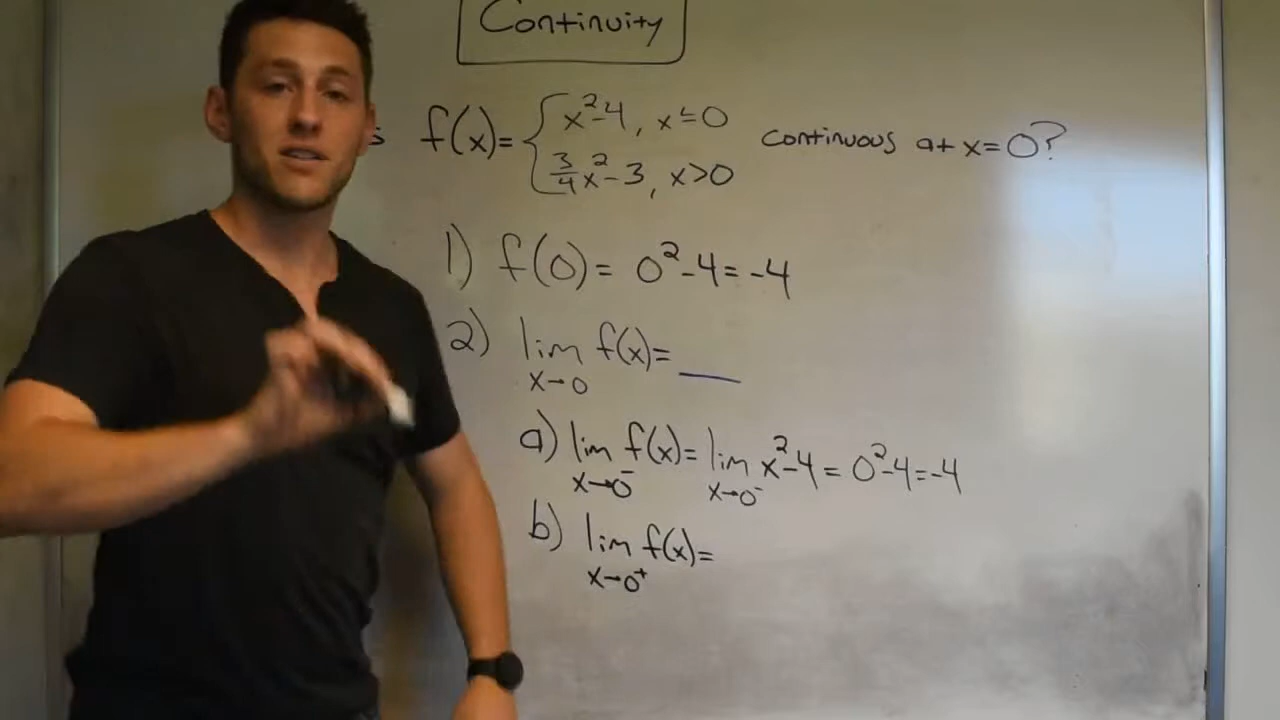 Continuity
f(x)= { x²-4, x≤0
3/4 x²-3, x>0
continuous at x=0?
1) f(0)= 0²-4=-4
2) lim x→0 f(x)= __
a) lim x→0⁻ f(x)= lim x→0⁻ x²-4 = 0²-4=-4
b) lim x→0⁺ f(x)=